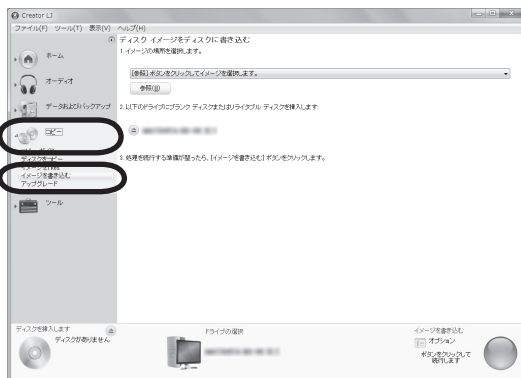 Creator LJ
ファイル(F) ツール(T) 表示(V) ヘルプ(H)
ディスク イメージをディスクに書き込む
1. イメージの場所を選択します。
[参照] ボタンをクリックしてイメージを選択します。
参照(B)
2. 以下のドライブにブランク ディスクまたはリライタブル ディスクを挿入します:
3. 処理を続行する準備が整ったら、[イメージを書き込む] ボタンをクリックします。
ホーム
オーディオ
データおよびバックアップ
コピー
ディスクをコピー
イメージを書き込む
アップグレード
ツール
ディスクを挿入します
ディスクがありません
ドライブの選択
イメージを書き込む
オプション
ボタンをクリックして
続行します